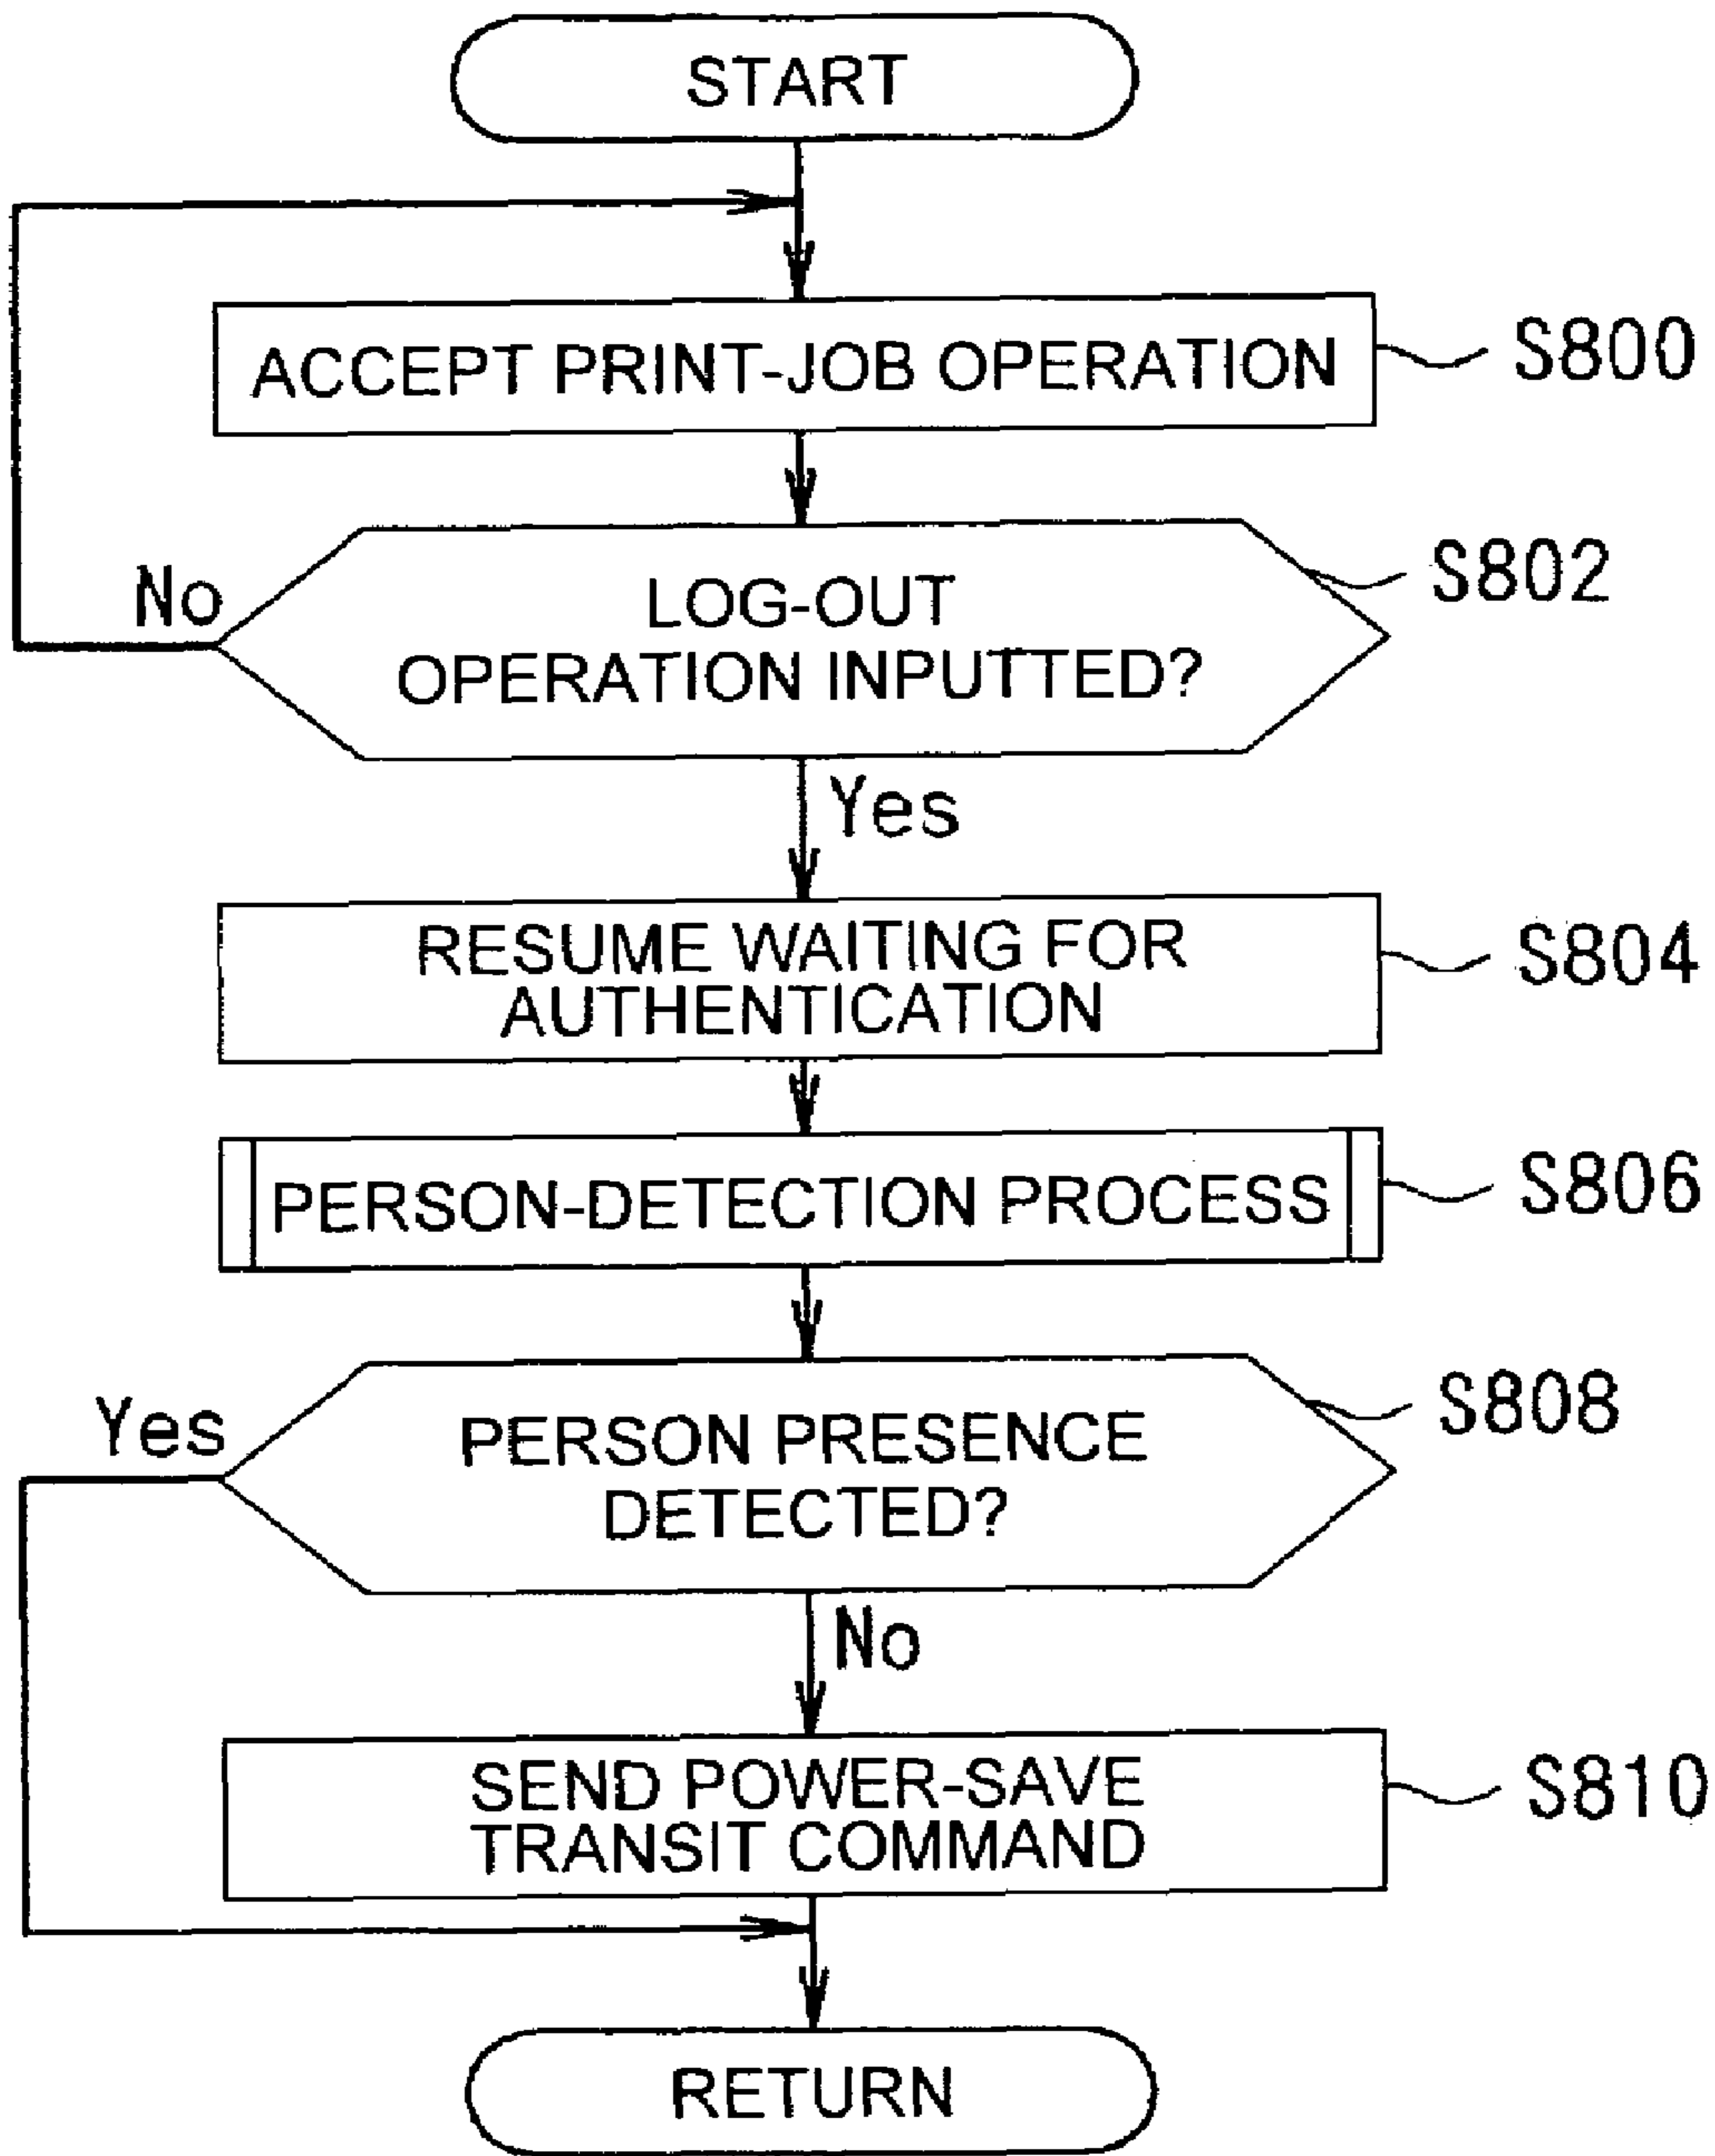 START
ACCEPT PRINT-JOB OPERATION
S800
LOG-OUT
OPERATION INPUTTED?
S802
No
Yes
RESUME WAITING FOR
AUTHENTICATION
S804
PERSON-DETECTION PROCESS
S806
PERSON PRESENCE
DETECTED?
S808
Yes
No
SEND POWER-SAVE
TRANSIT COMMAND
S810
RETURN